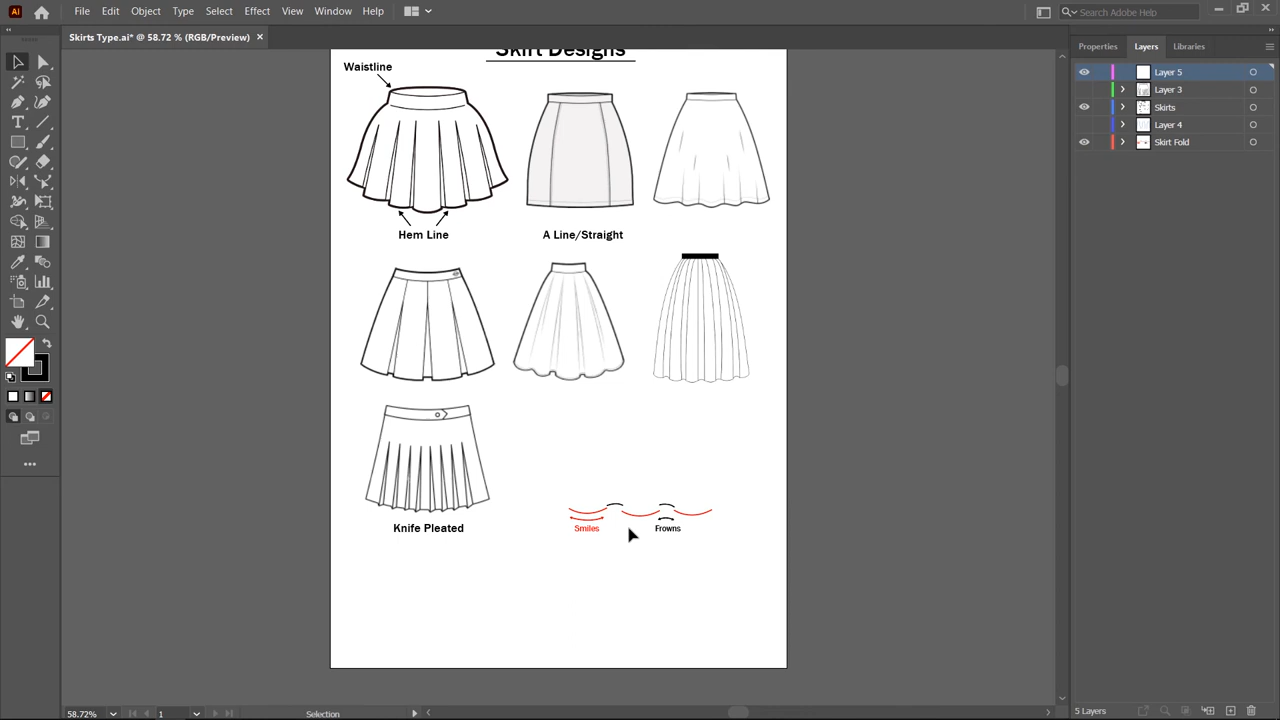 Ai File Edit Object Type Select Effect View Window Help Search Adobe Help
Skirts Type.ai* @ 58.72 % (RGB/Preview) ×
Properties Layers Libraries
Skirt Designs
Waistline
Layer 5
Layer 3
Skirts
Layer 4
Skirt Fold
Hem Line
A Line/Straight
Smiles
Frowns
Knife Pleated
58.72% 1 Selection 5 Layers